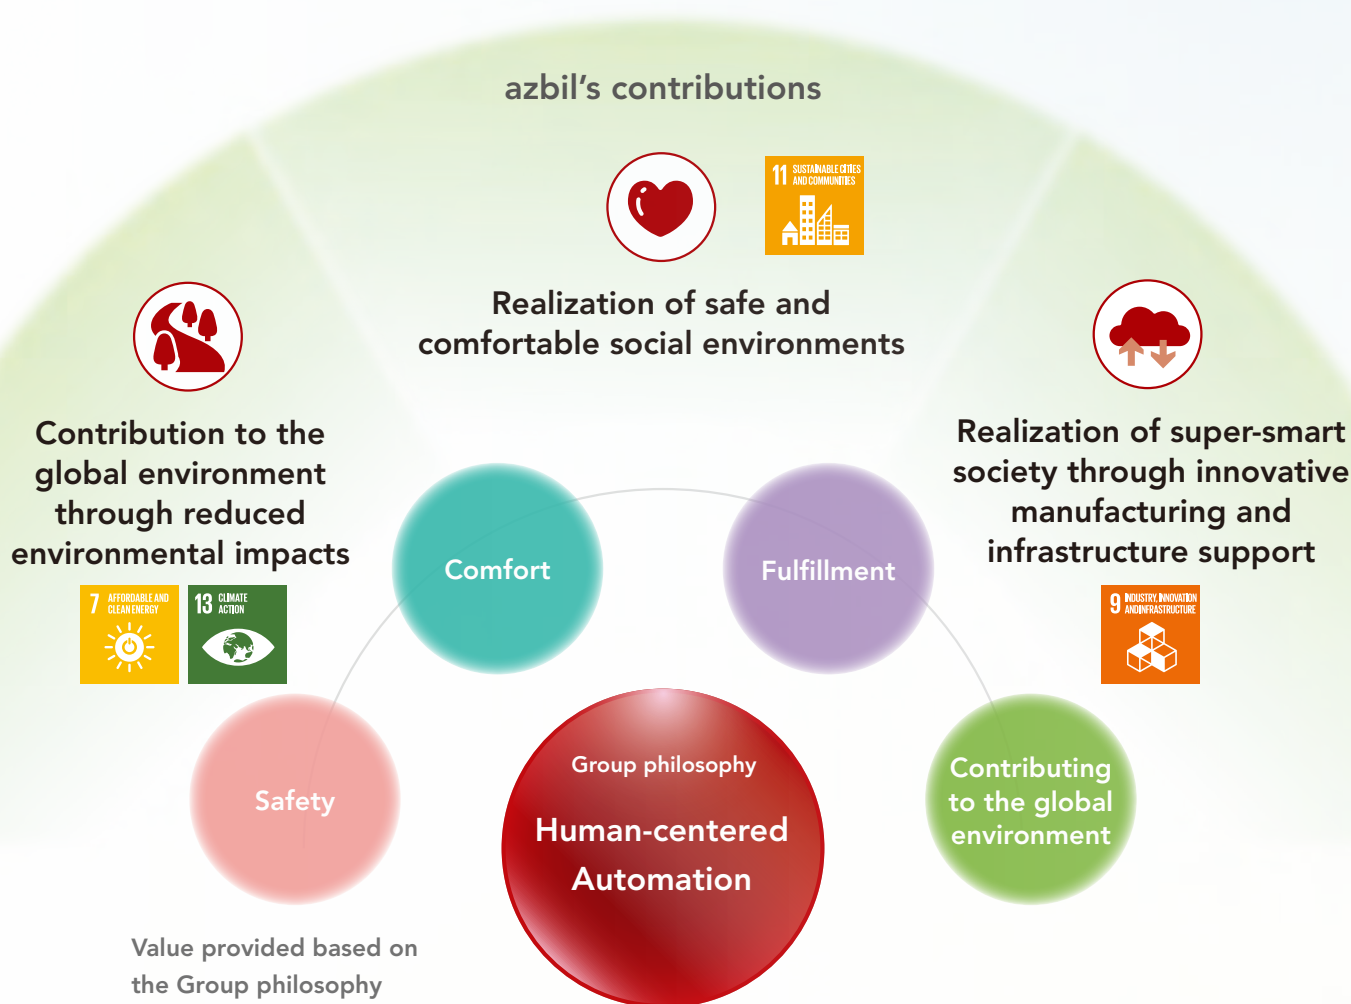 azbil's contributions
11 SUSTAINABLE CITIES
AND COMMUNITIES
Realization of safe and
comfortable social environments
Contribution to the
global environment
through reduced
environmental impacts
7 AFFORDABLE AND
CLEAN ENERGY
13 CLIMATE
ACTION
Realization of super-smart
society through innovative
manufacturing and
infrastructure support
9 INDUSTRY, INNOVATION
AND INFRASTRUCTURE
Comfort
Fulfillment
Safety
Group philosophy
Human-centered
Automation
Contributing
to the global
environment
Value provided based on
the Group philosophy